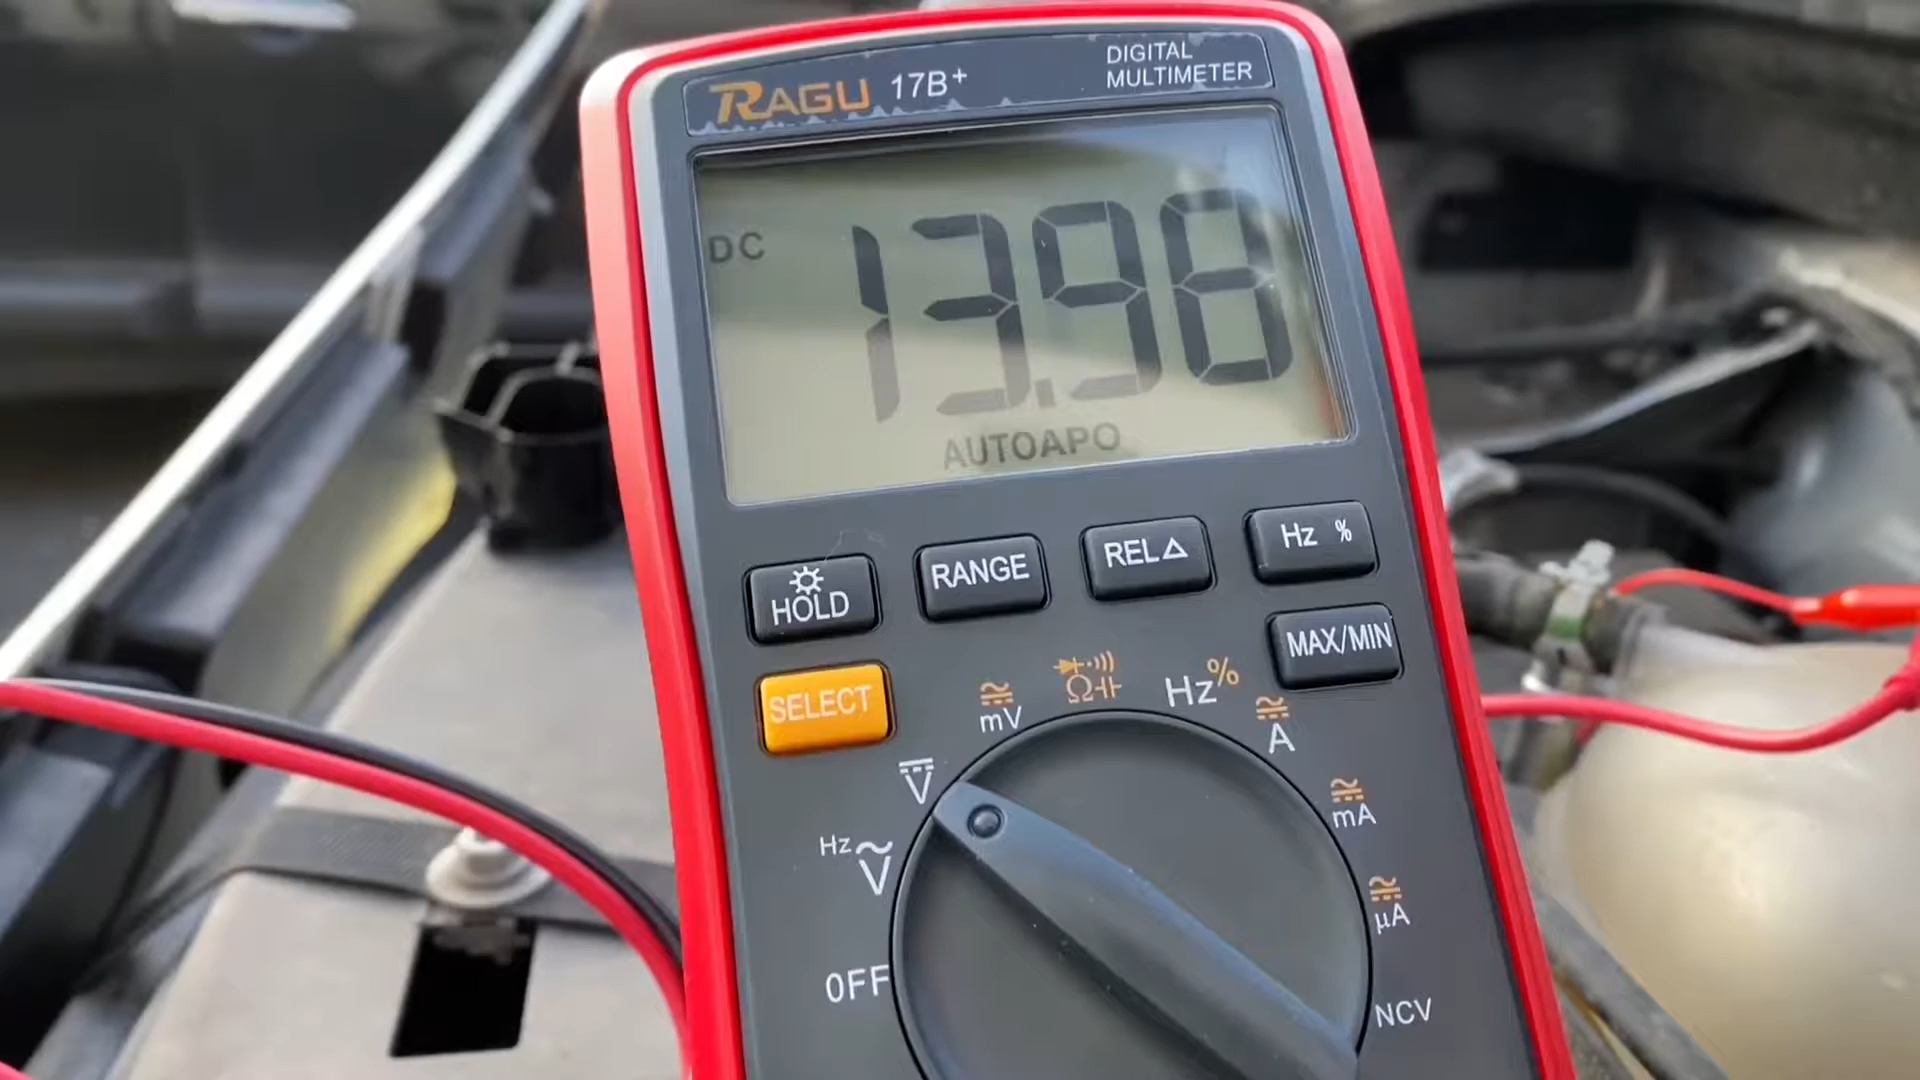 RAGU 17B+
DIGITAL
MULTIMETER
DC
13.98
AUTOAPO
HOLD
RANGE
REL△
Hz %
MAX/MIN
SELECT
mV
Ω
Hz%
A
V
mA
Hz
V
µA
OFF
NCV